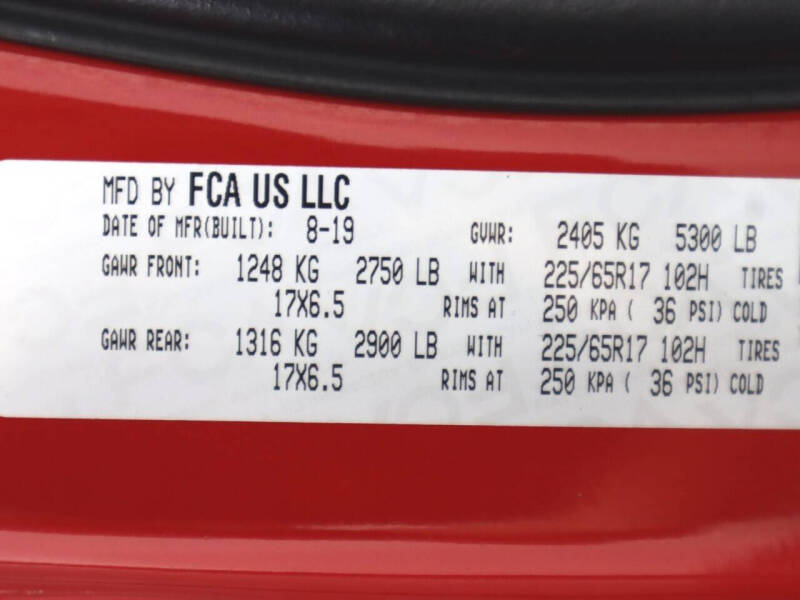 MFD BY FCA US LLC
DATE OF MFR(BUILT): 8-19 GVWR: 2405 KG 5300 LB
GAWR FRONT: 1248 KG 2750 LB WITH 225/65R17 102H TIRES
17X6.5 RIMS AT 250 KPA ( 36 PSI) COLD
GAWR REAR: 1316 KG 2900 LB WITH 225/65R17 102H TIRES
17X6.5 RIMS AT 250 KPA ( 36 PSI) COLD